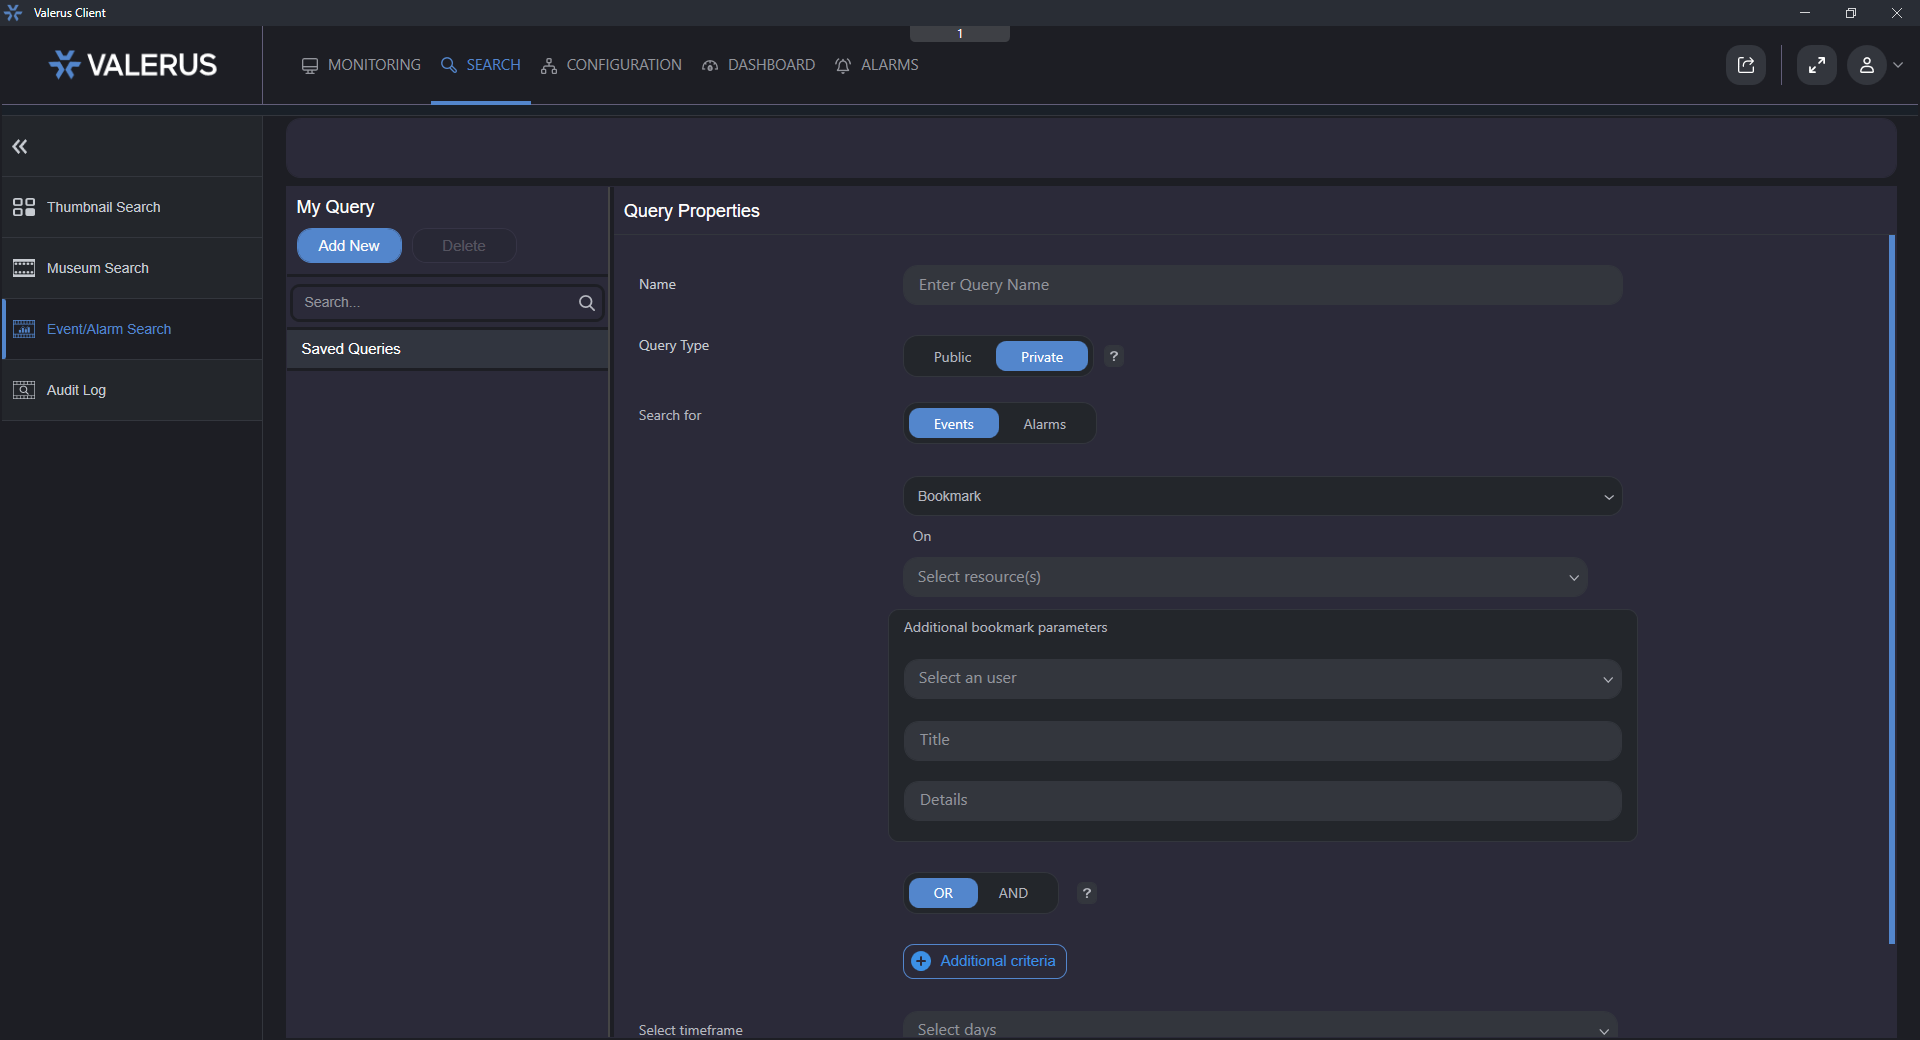 Valerus Client
1
VALERUS
MONITORING
SEARCH
CONFIGURATION
DASHBOARD
ALARMS
Thumbnail Search
Museum Search
Event/Alarm Search
Audit Log
My Query
Add New
Delete
Search...
Saved Queries
Query Properties
Name
Enter Query Name
Query Type
Public
Private
?
Search for
Events
Alarms
Bookmark
On
Select resource(s)
Additional bookmark parameters
Select an user
Title
Details
OR
AND
?
Additional criteria
Select timeframe
Select days